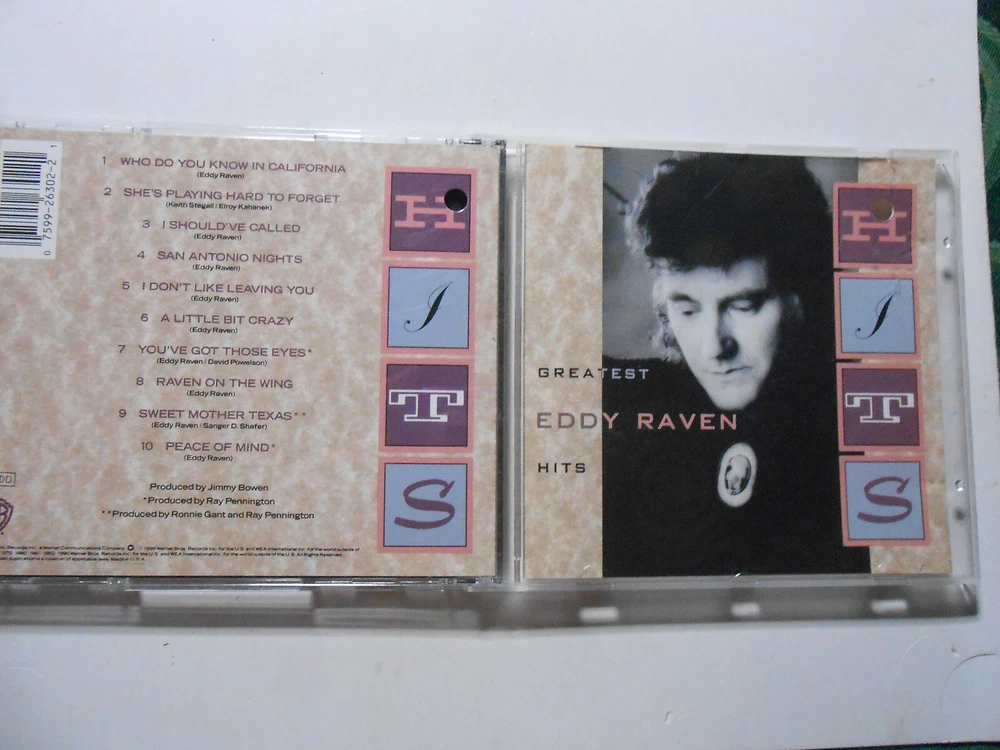 1 WHO DO YOU KNOW IN CALIFORNIA
(Eddy Raven)
2 SHE'S PLAYING HARD TO FORGET
(Keith Stegall / Elroy Kahanek)
3 I SHOULD'VE CALLED
(Eddy Raven)
4 SAN ANTONIO NIGHTS
(Eddy Raven)
5 I DON'T LIKE LEAVING YOU
(Eddy Raven)
6 A LITTLE BIT CRAZY
(Eddy Raven)
7 YOU'VE GOT THOSE EYES*
(Eddy Raven / David Powelson)
8 RAVEN ON THE WING
(Eddy Raven)
9 SWEET MOTHER TEXAS**
(Eddy Raven / Sanger D. Shafer)
10 PEACE OF MIND*
(Eddy Raven)
Produced by Jimmy Bowen
*Produced by Ray Pennington
**Produced by Ronnie Gant and Ray Pennington
0 7599-26302-2 1
H
I
T
S
GREATEST
EDDY RAVEN
HITS
H
I
T
S